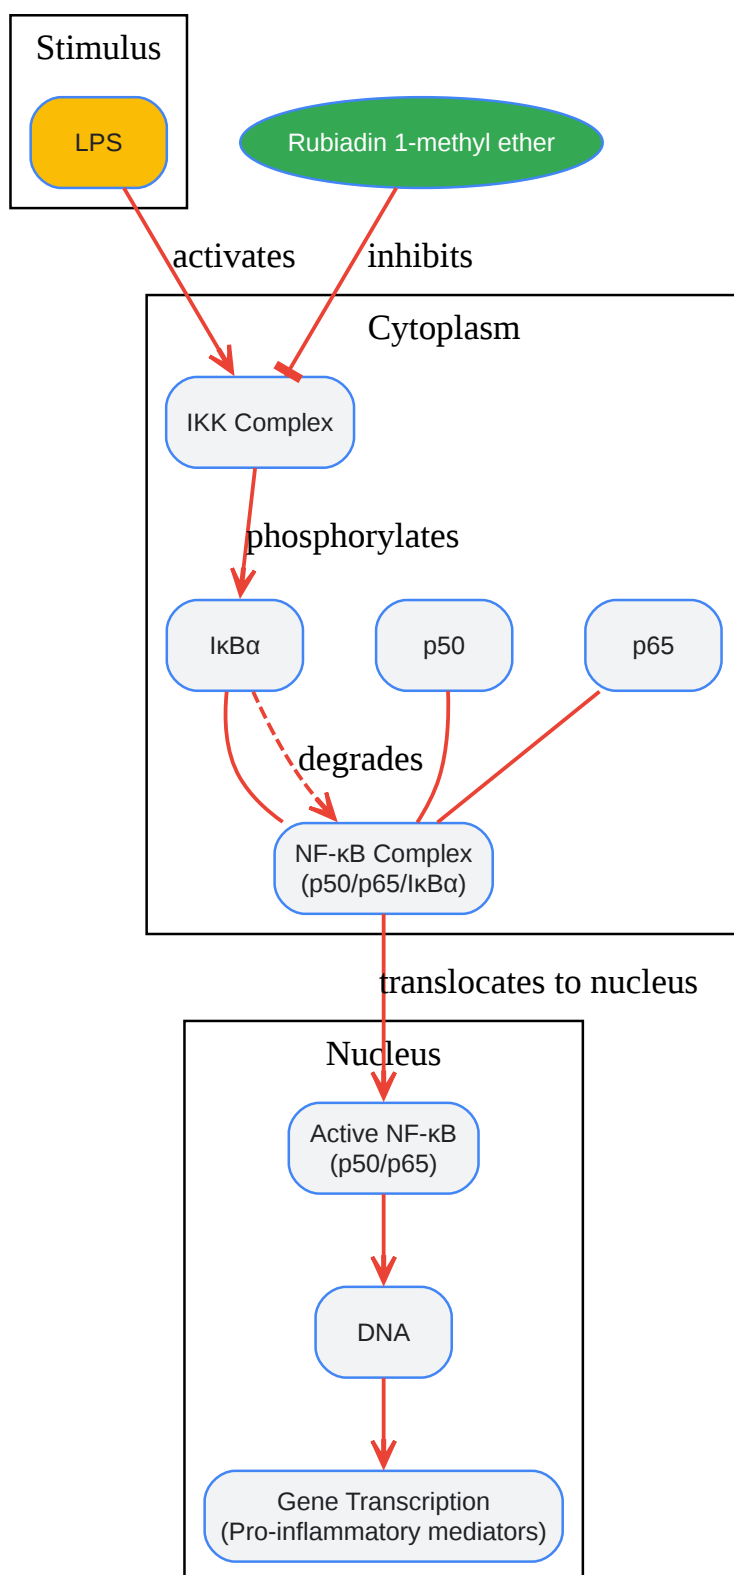 Stimulus
LPS
Rubiadin 1-methyl ether
activates
inhibits
Cytoplasm
IKK Complex
phosphorylates
IκBα
p50
p65
degrades
NF-κB Complex
(p50/p65/IκBα)
translocates to nucleus
Nucleus
Active NF-κB
(p50/p65)
DNA
Gene Transcription
(Pro-inflammatory mediators)